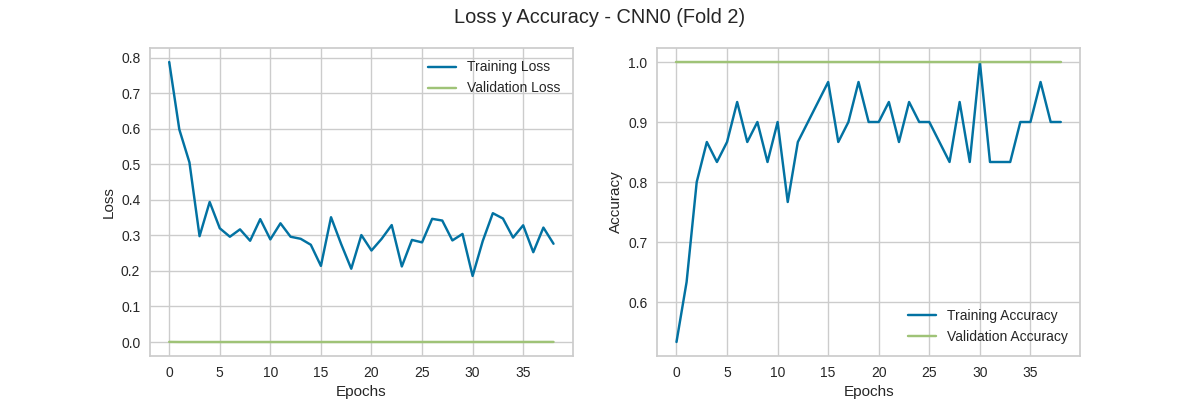 Loss y Accuracy - CNN0 (Fold 2)
0.8
0.7
0.6
0.5
0.4
0.3
0.2
0.1
0.0
Loss
0 5 10 15 20 25 30 35
Epochs
Training Loss
Validation Loss
1.0
0.9
0.8
0.7
0.6
Accuracy
0 5 10 15 20 25 30 35
Epochs
Training Accuracy
Validation Accuracy